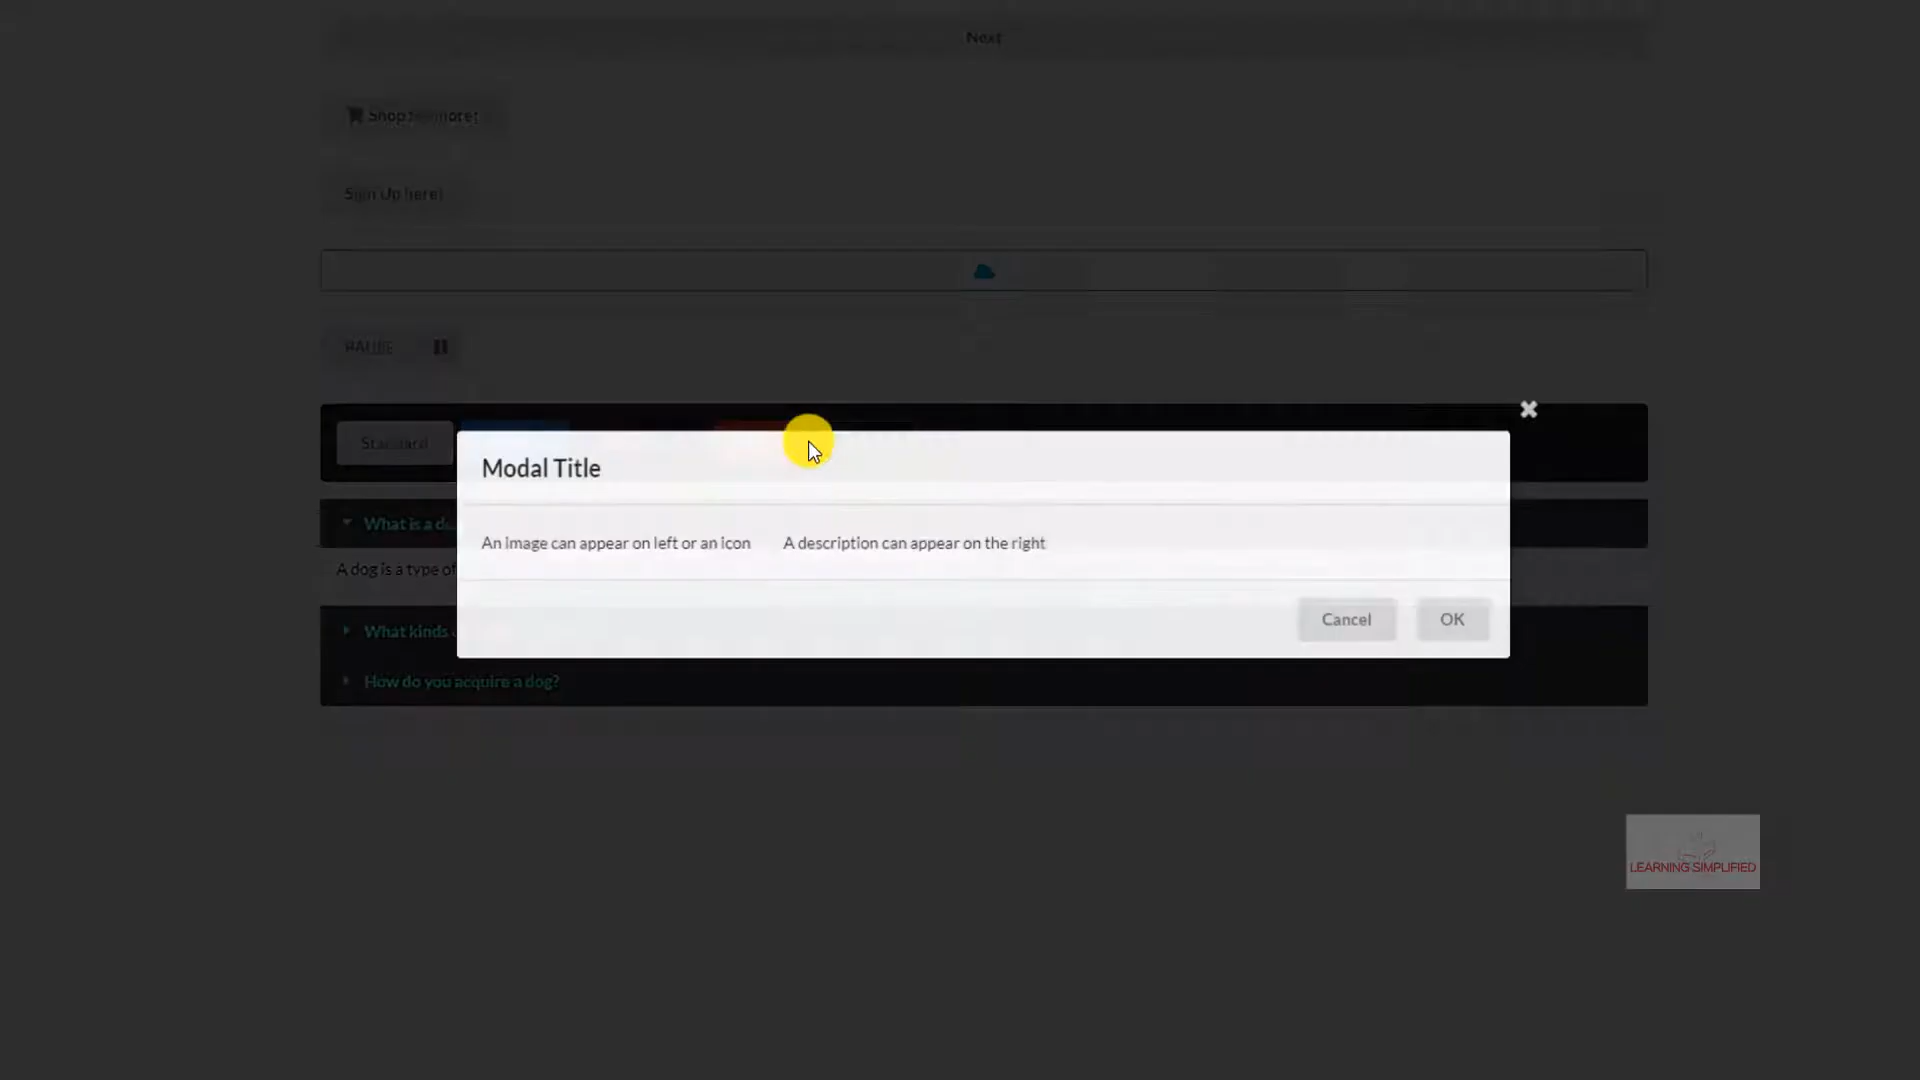 Next
Shop for more!
Sign Up here!
PAUSE
Standard
Modal Title
What is a d
An image can appear on left or an icon
A description can appear on the right
A dog is a type of
Cancel
OK
What kinds
How do you acquire a dog?
LEARNING SIMPLIFIED